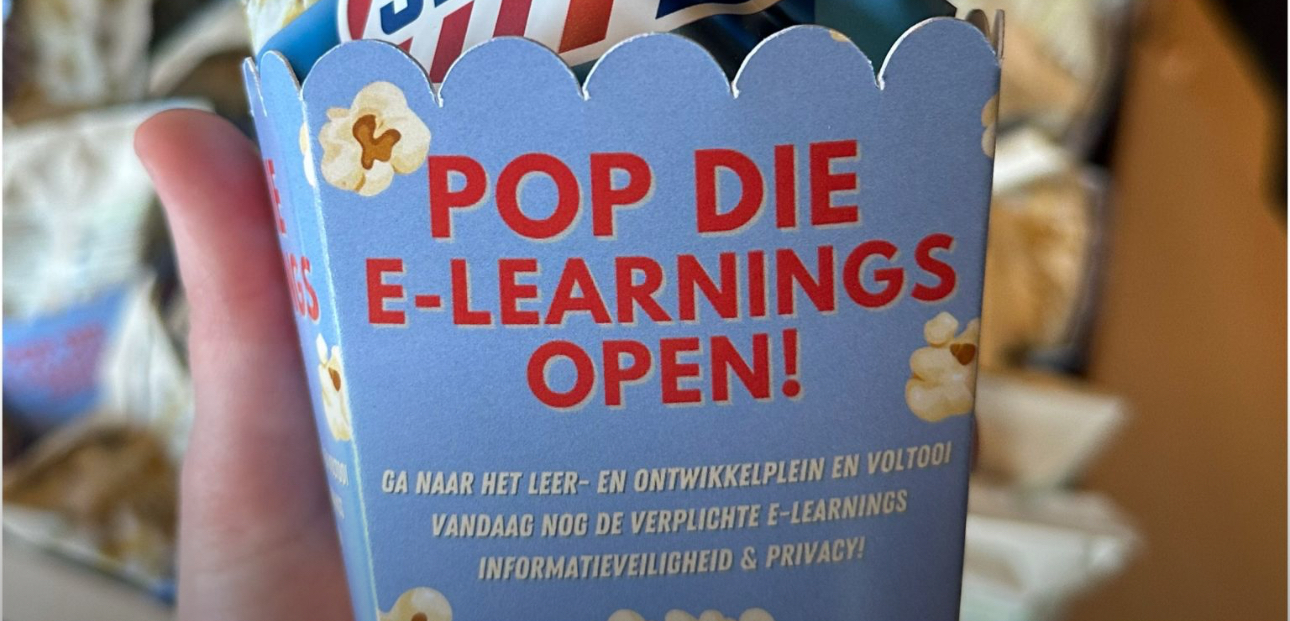 POP DIE
E-LEARNINGS
OPEN!
GA NAAR HET LEER- EN ONTWIKKELPLEIN EN VOLTOOI
VANDAAG NOG DE VERPLICHTE E-LEARNINGS
INFORMATIEVEILIGHEID & PRIVACY!